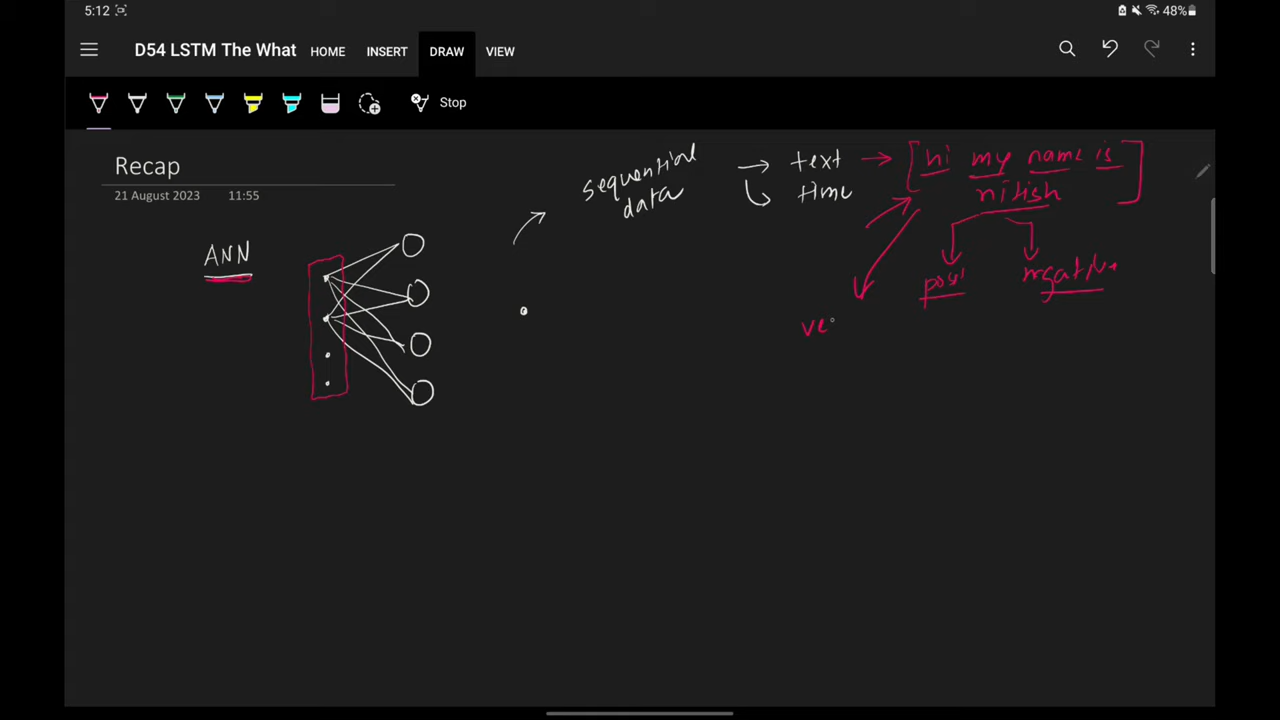 5:12
48%
D54 LSTM The What
HOME
INSERT
DRAW
VIEW
Stop
Recap
21 August 2023
11:55
ANN
sequential
data
→ text → [hi my name is
nitish]
time
posi
negative
ve